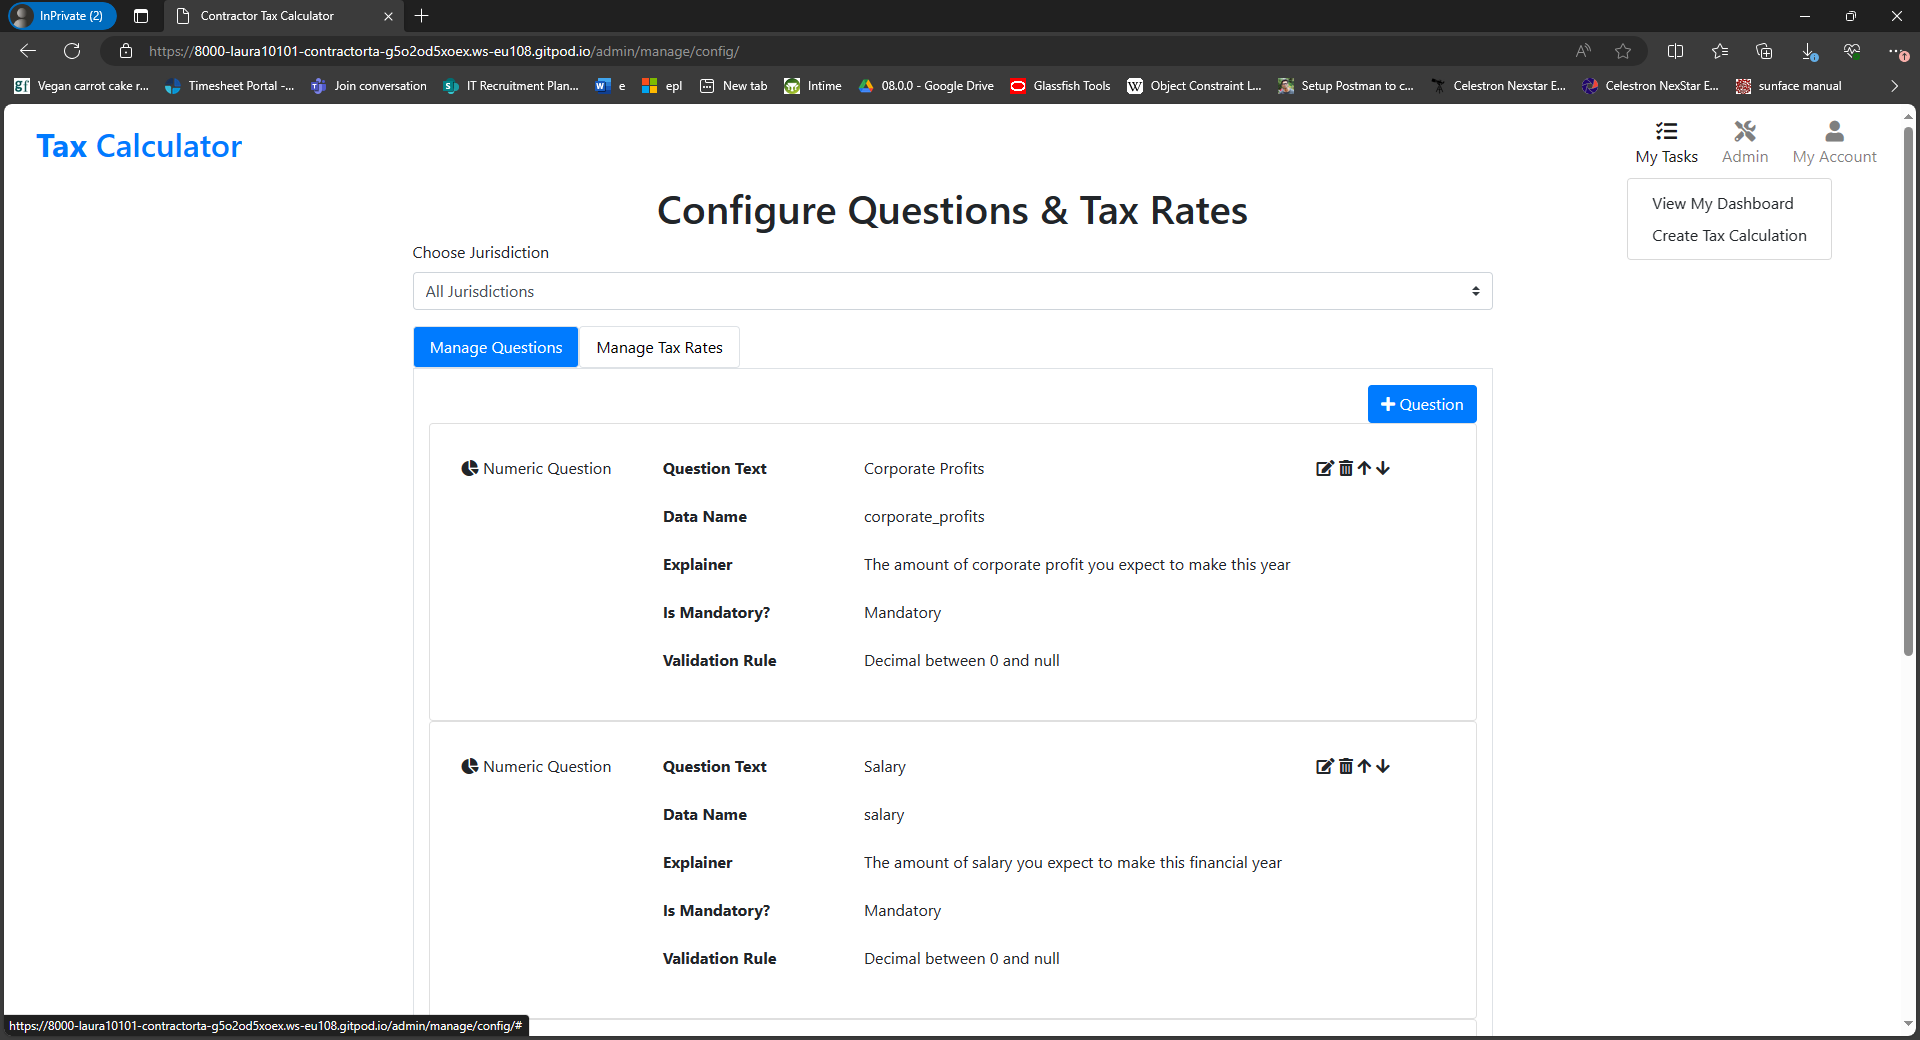 InPrivate (2)
Contractor Tax Calculator
https://8000-laura10101-contractorta-g5o2od5xoex.ws-eu108.gitpod.io/admin/manage/config/
Vegan carrot cake r...
Timesheet Portal -...
Join conversation
IT Recruitment Plan...
e
epl
New tab
Intime
08.0.0 - Google Drive
Glassfish Tools
Object Constraint L...
Setup Postman to c...
Celestron Nexstar E...
Celestron NexStar E...
sunface manual
Tax Calculator
My Tasks
Admin
My Account
View My Dashboard
Create Tax Calculation
Configure Questions & Tax Rates
Choose Jurisdiction
All Jurisdictions
Manage Questions
Manage Tax Rates
Question
Numeric Question
Question Text Corporate Profits
Data Name corporate_profits
Explainer The amount of corporate profit you expect to make this year
Is Mandatory? Mandatory
Validation Rule Decimal between 0 and null
Numeric Question
Question Text Salary
Data Name salary
Explainer The amount of salary you expect to make this financial year
Is Mandatory? Mandatory
Validation Rule Decimal between 0 and null
https://8000-laura10101-contractorta-g5o2od5xoex.ws-eu108.gitpod.io/admin/manage/config/#